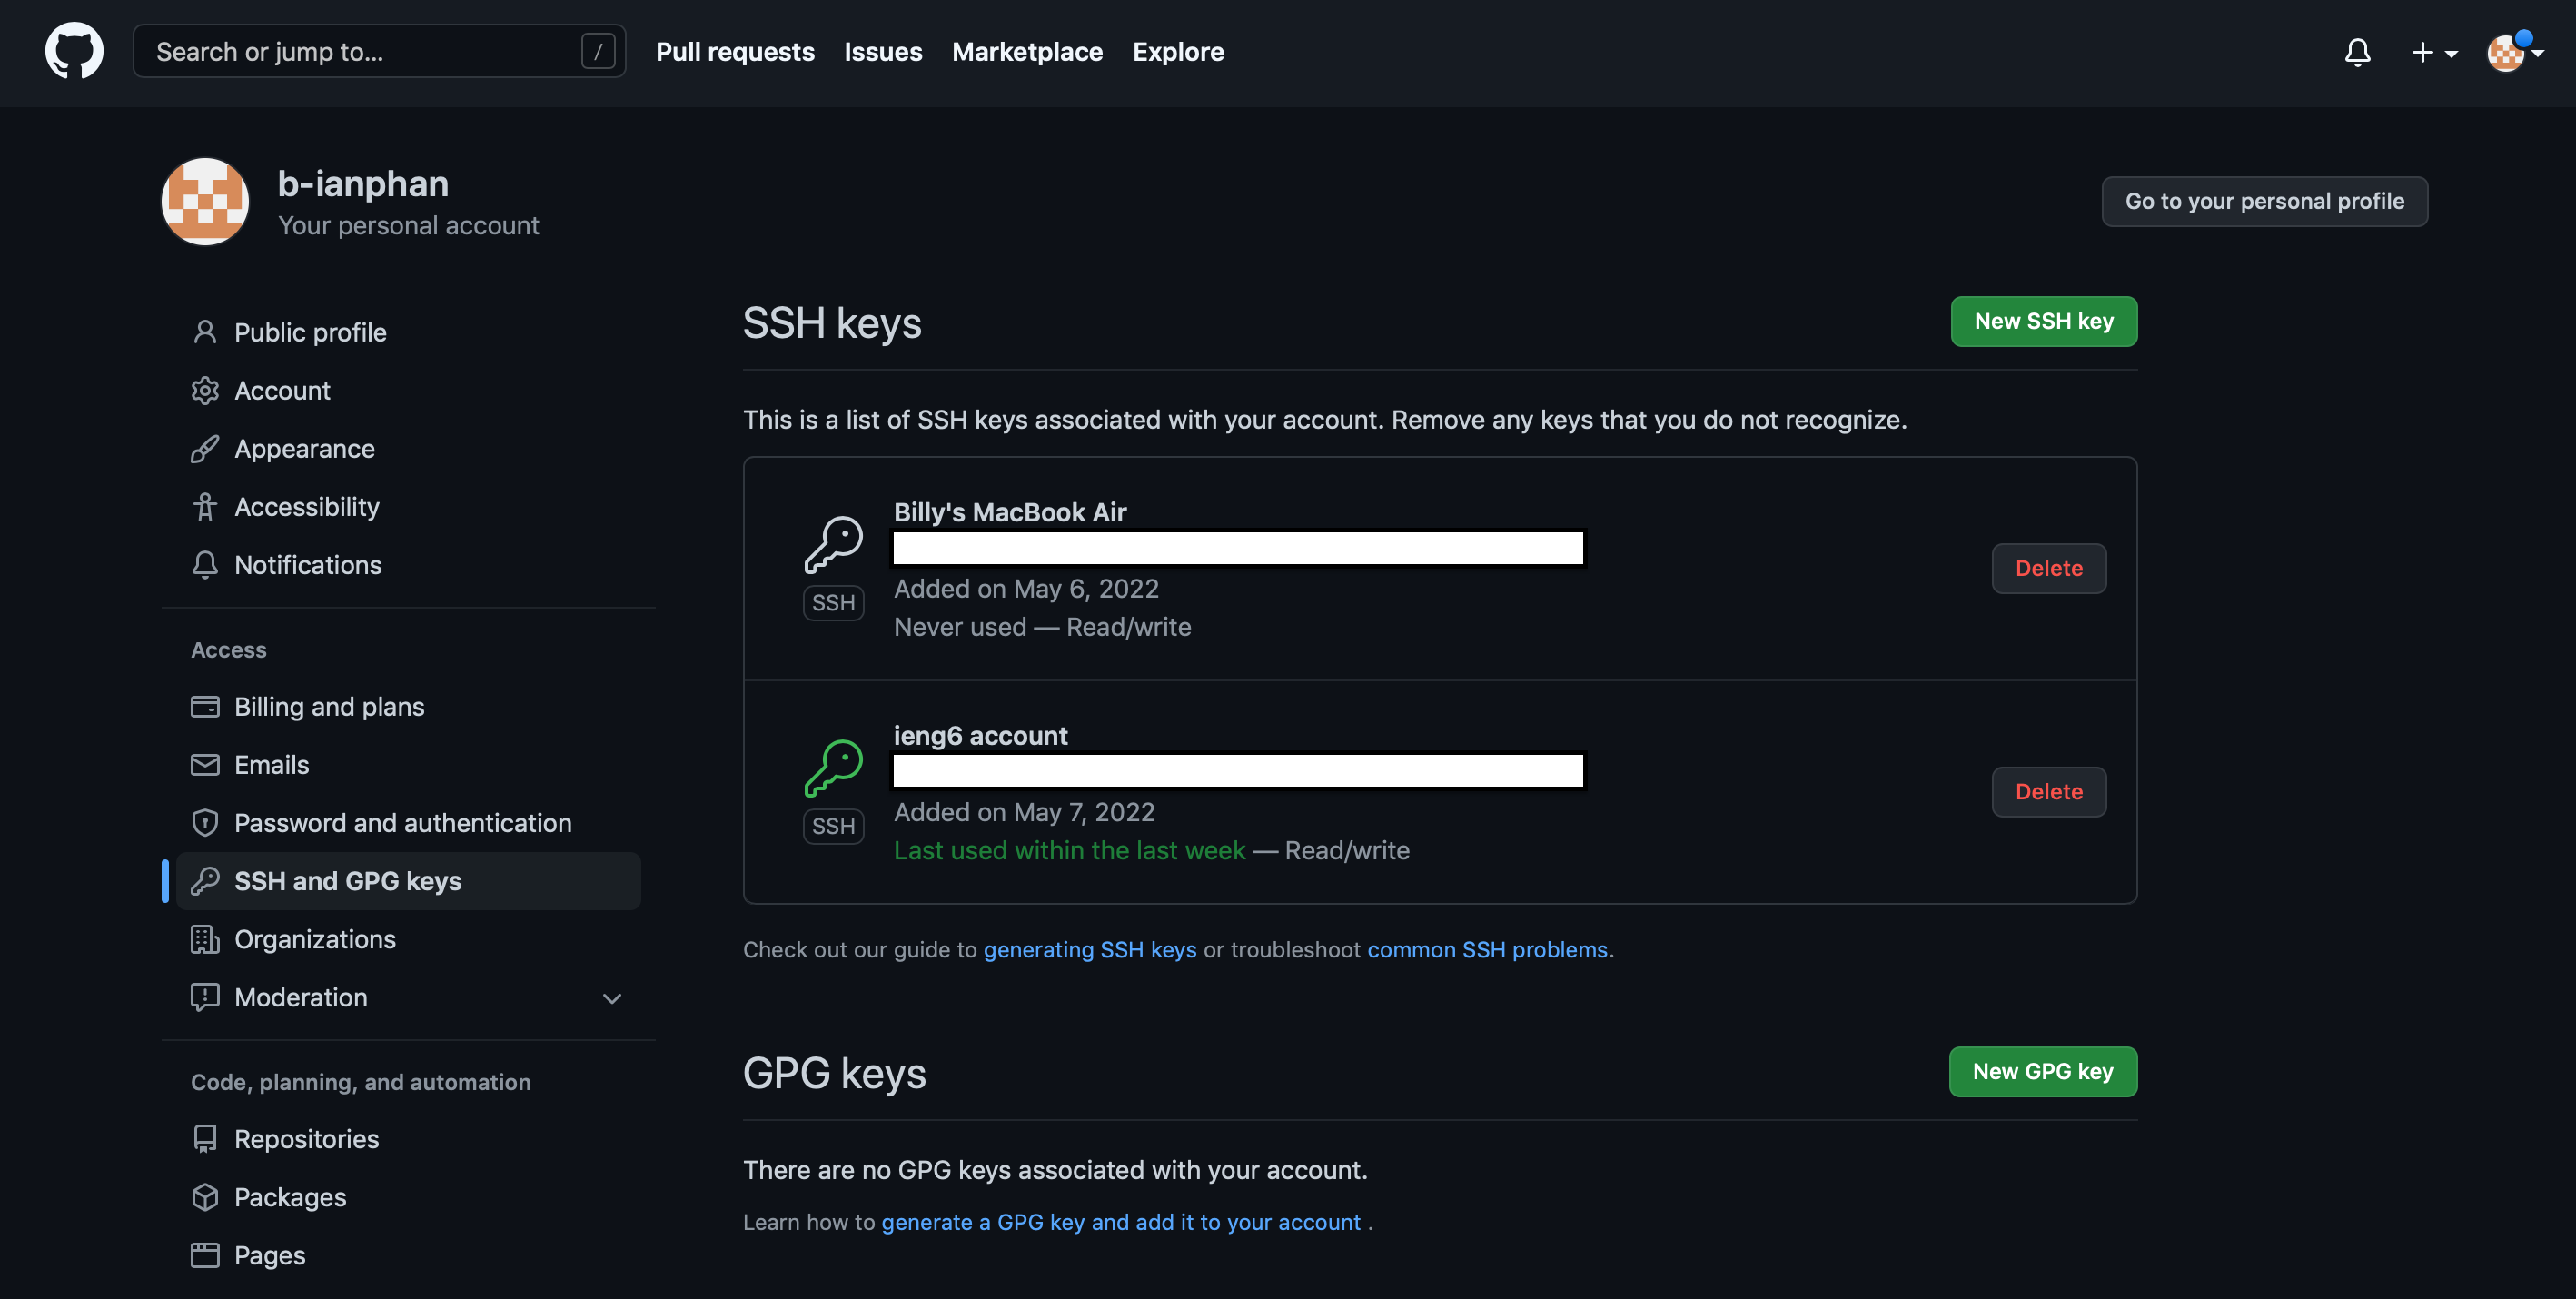 Search or jump to... /
Pull requests Issues Marketplace Explore
b-ianphan
Your personal account
Go to your personal profile
Public profile
Account
Appearance
Accessibility
Notifications
Access
Billing and plans
Emails
Password and authentication
SSH and GPG keys
Organizations
Moderation
Code, planning, and automation
Repositories
Packages
Pages
SSH keys
New SSH key
This is a list of SSH keys associated with your account. Remove any keys that you do not recognize.
Billy's MacBook Air
SSH
Added on May 6, 2022
Never used — Read/write
Delete
ieng6 account
SSH
Added on May 7, 2022
Last used within the last week — Read/write
Delete
Check out our guide to generating SSH keys or troubleshoot common SSH problems.
GPG keys
New GPG key
There are no GPG keys associated with your account.
Learn how to generate a GPG key and add it to your account .